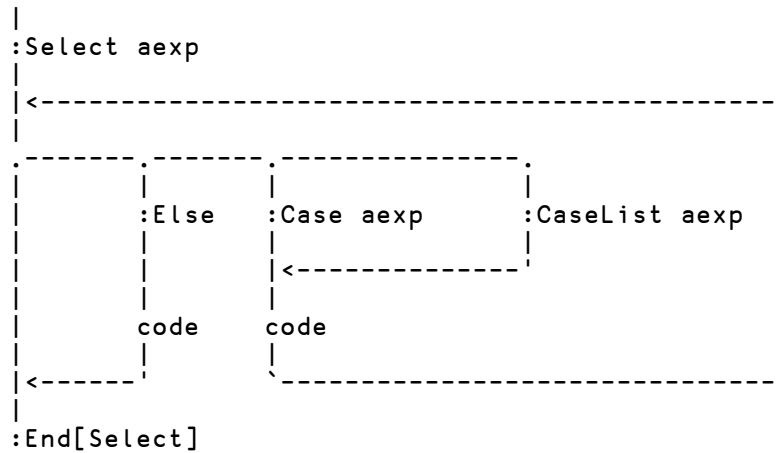 :Select aexp
:Else :Case aexp :CaseList aexp
code code
:End[Select]